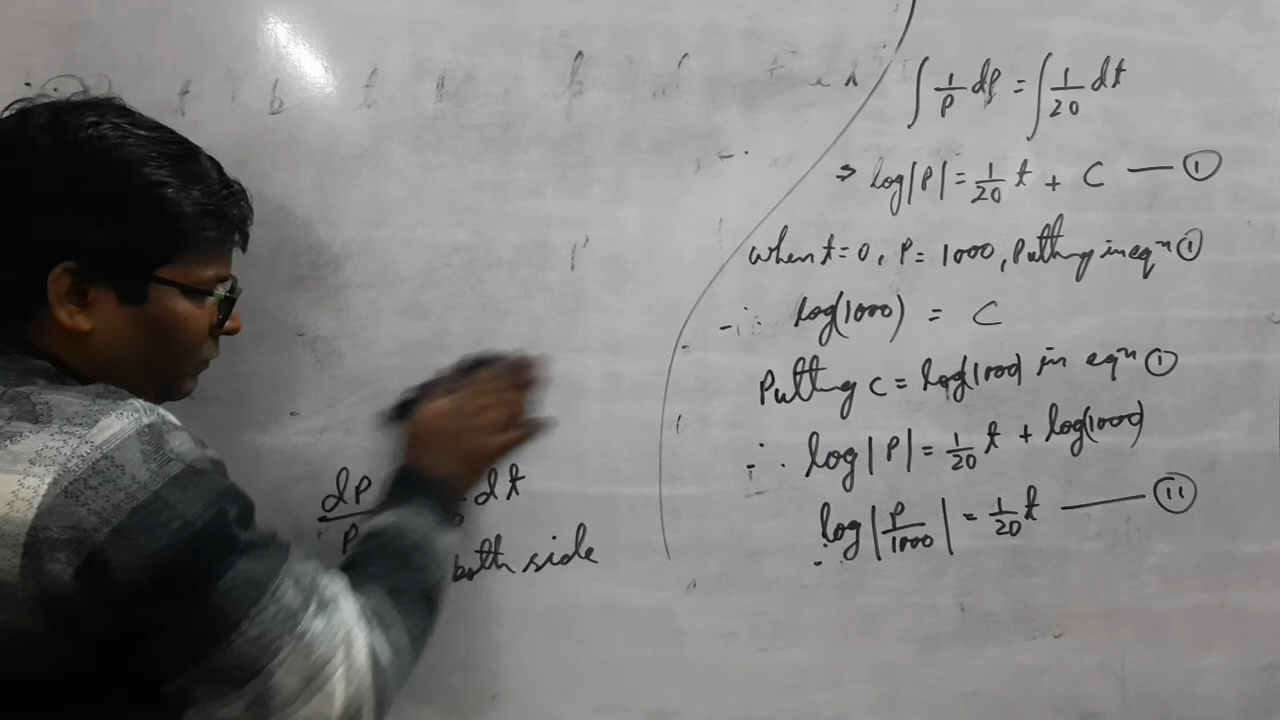 dP/P dt
both side
∫ 1/P dP = ∫ 1/20 dt
⇒ log|P| = 1/20 t + C — ①
when t = 0, P = 1000, Putting in eqⁿ ①
∴ log(1000) = C
Putting C = log(1000) in eqⁿ ①
∴ log|P| = 1/20 t + log(1000)
∴ log|P/1000| = 1/20 t — ⑪